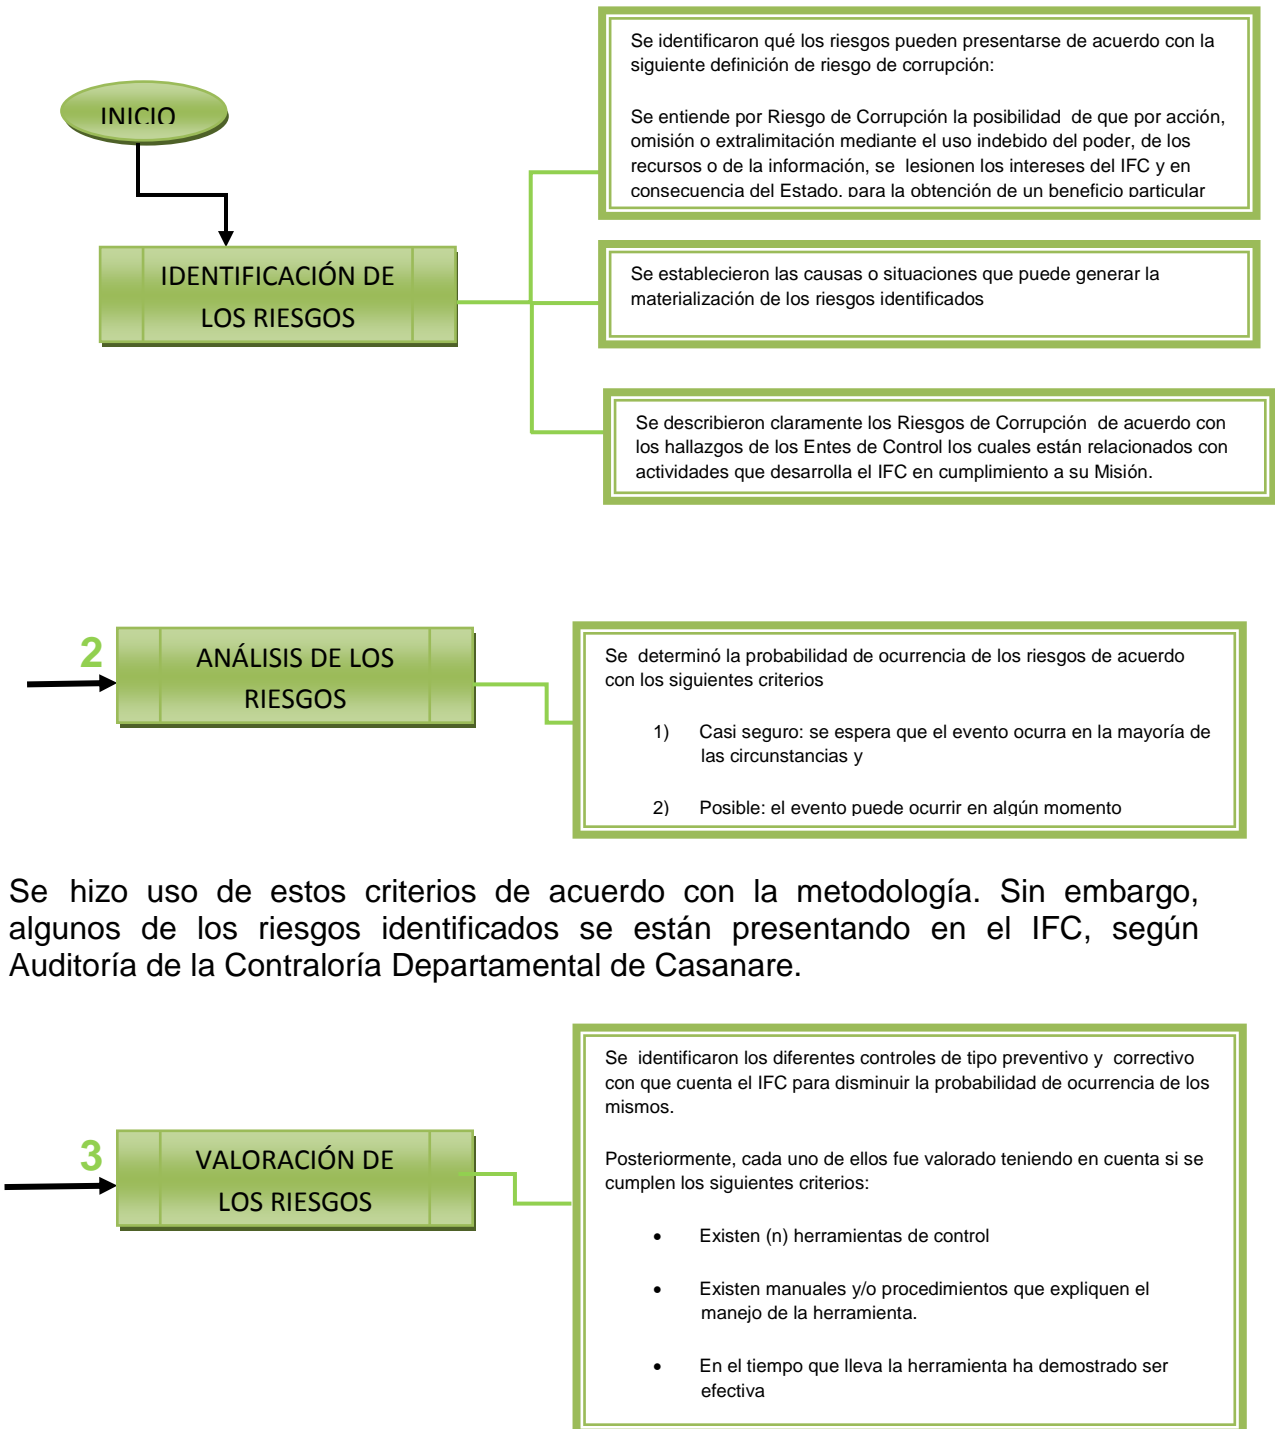 INICIO
Se identificaron qué los riesgos pueden presentarse de acuerdo con la
siguiente definición de riesgo de corrupción:
Se entiende por Riesgo de Corrupción la posibilidad de que por acción,
omisión o extralimitación mediante el uso indebido del poder, de los
recursos o de la información, se lesionen los intereses del IFC y en
consecuencia del Estado, para la obtención de un beneficio particular
IDENTIFICACIÓN DE
LOS RIESGOS
Se establecieron las causas o situaciones que puede generar la
materialización de los riesgos identificados
Se describieron claramente los Riesgos de Corrupción de acuerdo con
los hallazgos de los Entes de Control los cuales están relacionados con
actividades que desarrolla el IFC en cumplimiento a su Misión.
2
ANÁLISIS DE LOS
RIESGOS
Se determinó la probabilidad de ocurrencia de los riesgos de acuerdo
con los siguientes criterios
1) Casi seguro: se espera que el evento ocurra en la mayoría de
las circunstancias y
2) Posible: el evento puede ocurrir en algún momento
Se hizo uso de estos criterios de acuerdo con la metodología. Sin embargo,
algunos de los riesgos identificados se están presentando en el IFC, según
Auditoría de la Contraloría Departamental de Casanare.
3
VALORACIÓN DE
LOS RIESGOS
Se identificaron los diferentes controles de tipo preventivo y correctivo
con que cuenta el IFC para disminuir la probabilidad de ocurrencia de los
mismos.
Posteriormente, cada uno de ellos fue valorado teniendo en cuenta si se
cumplen los siguientes criterios:
• Existen (n) herramientas de control
• Existen manuales y/o procedimientos que expliquen el
manejo de la herramienta.
• En el tiempo que lleva la herramienta ha demostrado ser
efectiva